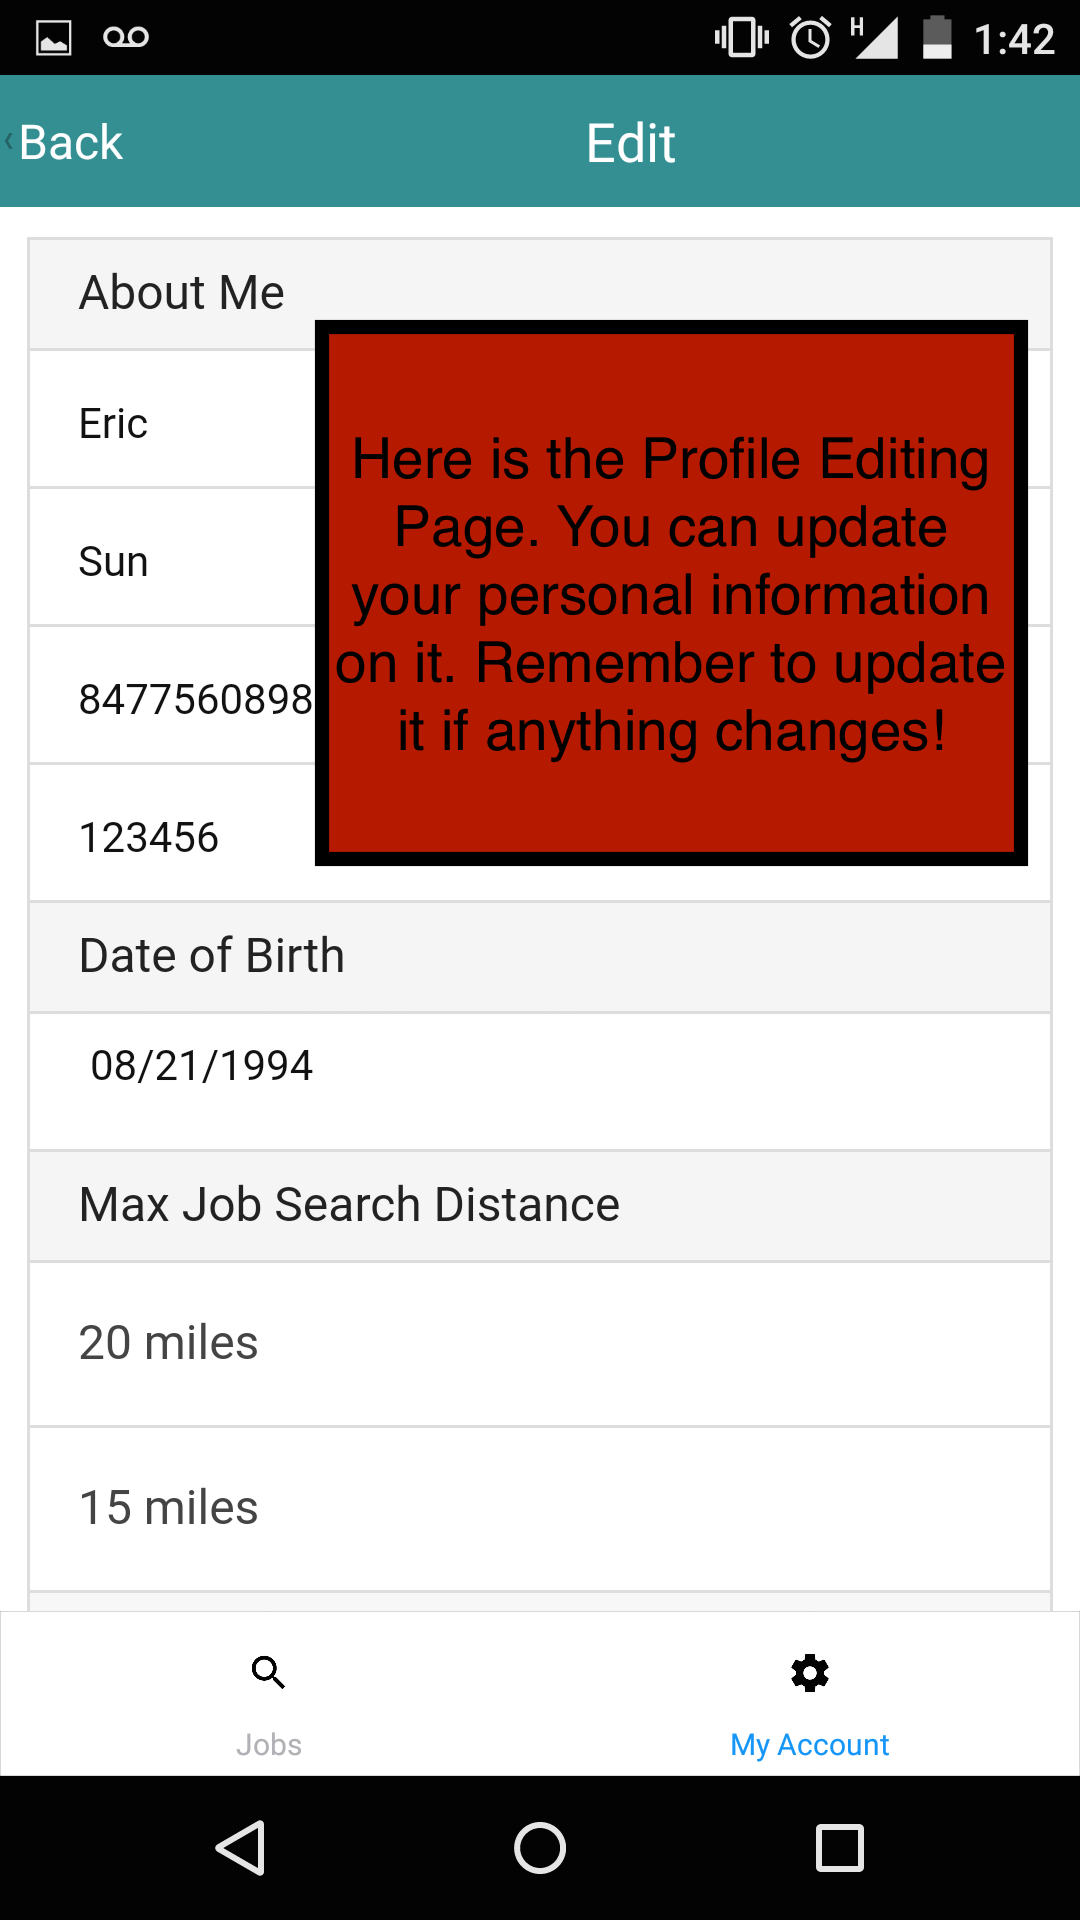 H 1:42
Back Edit
About Me
Eric
Sun
8477560898
123456
Here is the Profile Editing
Page. You can update
your personal information
on it. Remember to update
it if anything changes!
Date of Birth
08/21/1994
Max Job Search Distance
20 miles
15 miles
Jobs My Account